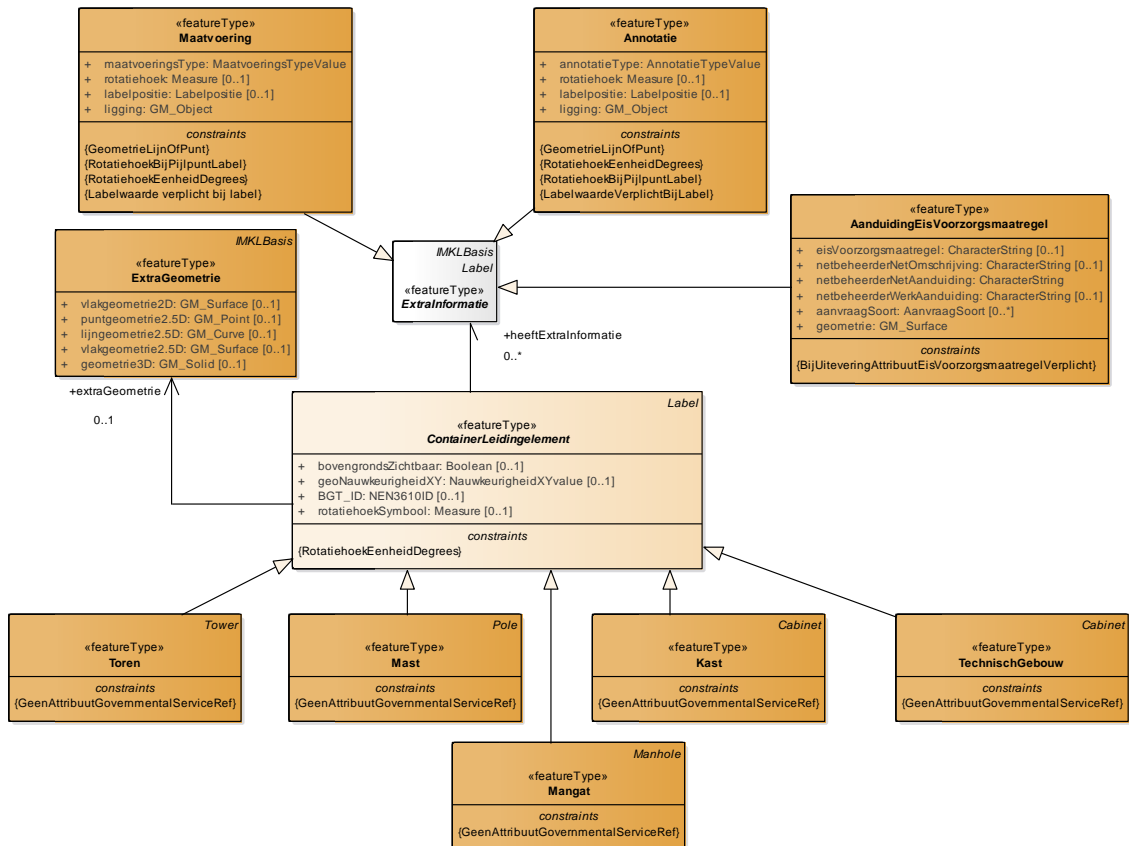 «featureType»
Maatvoering
+ maatvoeringsType: MaatvoeringsTypeValue
+ rotatiehoek: Measure [0..1]
+ labelpositie: Labelpositie [0..1]
+ ligging: GM_Object
constraints
{GeometrieLijnOfPunt}
{RotatiehoekBijPijlpuntLabel}
{RotatiehoekEenheidDegrees}
{Labelwaarde verplicht bij label}
«featureType»
Annotatie
+ annotatieType: AnnotatieTypeValue
+ rotatiehoek: Measure [0..1]
+ labelpositie: Labelpositie [0..1]
+ ligging: GM_Object
constraints
{GeometrieLijnOfPunt}
{RotatiehoekEenheidDegrees}
{RotatiehoekBijPijlpuntLabel}
{LabelwaardeVerplichtBijLabel}
«featureType»
AanduidingEisVoorzorgsmaatregel
+ eisVoorzorgsmaatregel: CharacterString [0..1]
+ netbeheerderNetOmschrijving: CharacterString [0..1]
+ netbeheerderNetAanduiding: CharacterString
+ netbeheerderWerkAanduiding: CharacterString [0..1]
+ aanvraagSoort: AanvraagSoort [0..*]
+ geometrie: GM_Surface
constraints
{BijUiteveringAttribuutEisVoorzorgsmaatregelVerplicht}
IMKLBasis
«featureType»
ExtraGeometrie
+ vlakgeometrie2D: GM_Surface [0..1]
+ puntgeometrie2.5D: GM_Point [0..1]
+ lijngeometrie2.5D: GM_Curve [0..1]
+ vlakgeometrie2.5D: GM_Surface [0..1]
+ geometrie3D: GM_Solid [0..1]
IMKLBasis
Label
«featureType»
ExtraInformatie
+heeftExtraInformatie
0..*
+extraGeometrie
0..1
Label
«featureType»
ContainerLeidingelement
+ bovengrondsZichtbaar: Boolean [0..1]
+ geoNauwkeurigheidXY: NauwkeurigheidXYvalue [0..1]
+ BGT_ID: NEN3610ID [0..1]
+ rotatiehoekSymbool: Measure [0..1]
constraints
{RotatiehoekEenheidDegrees}
Tower
«featureType»
Toren
constraints
{GeenAttribuutGovernmentalServiceRef}
Pole
«featureType»
Mast
constraints
{GeenAttribuutGovernmentalServiceRef}
Cabinet
«featureType»
Kast
constraints
{GeenAttribuutGovernmentalServiceRef}
Cabinet
«featureType»
TechnischGebouw
constraints
{GeenAttribuutGovernmentalServiceRef}
Manhole
«featureType»
Mangat
constraints
{GeenAttribuutGovernmentalServiceRef}